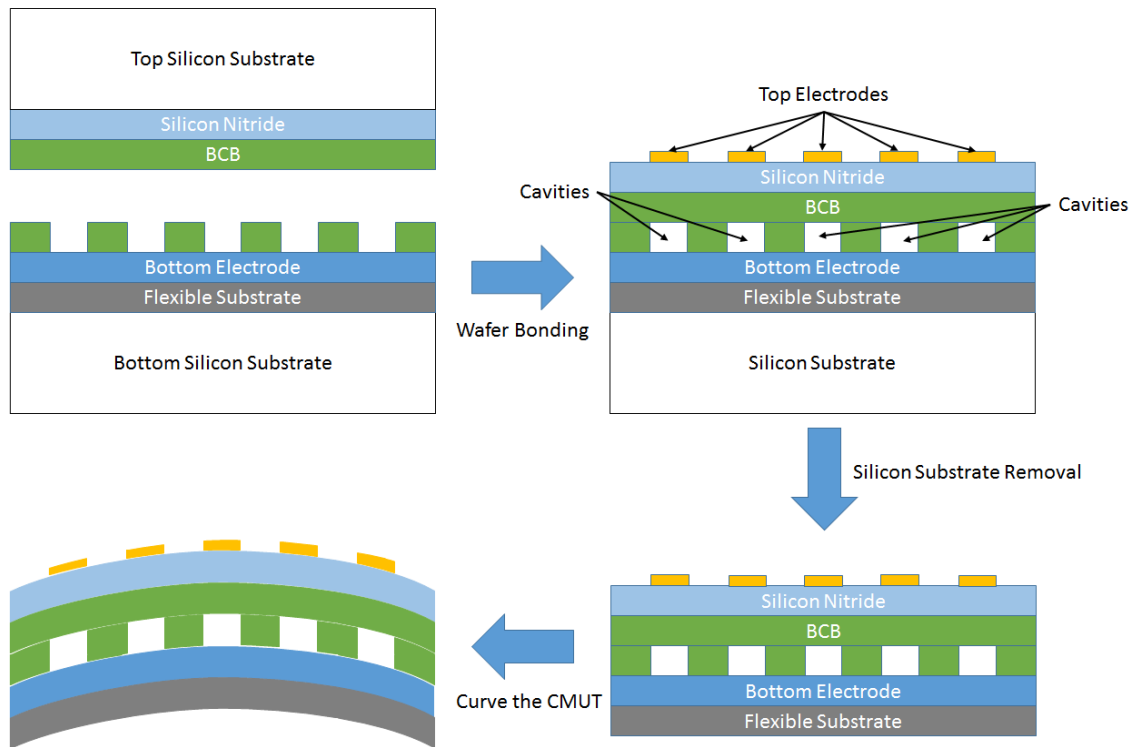 Top Silicon Substrate
Silicon Nitride
BCB
Bottom Electrode
Flexible Substrate
Bottom Silicon Substrate
Wafer Bonding
Top Electrodes
Cavities
Cavities
Silicon Nitride
BCB
Bottom Electrode
Flexible Substrate
Silicon Substrate
Silicon Substrate Removal
Silicon Nitride
BCB
Bottom Electrode
Flexible Substrate
Curve the CMUT